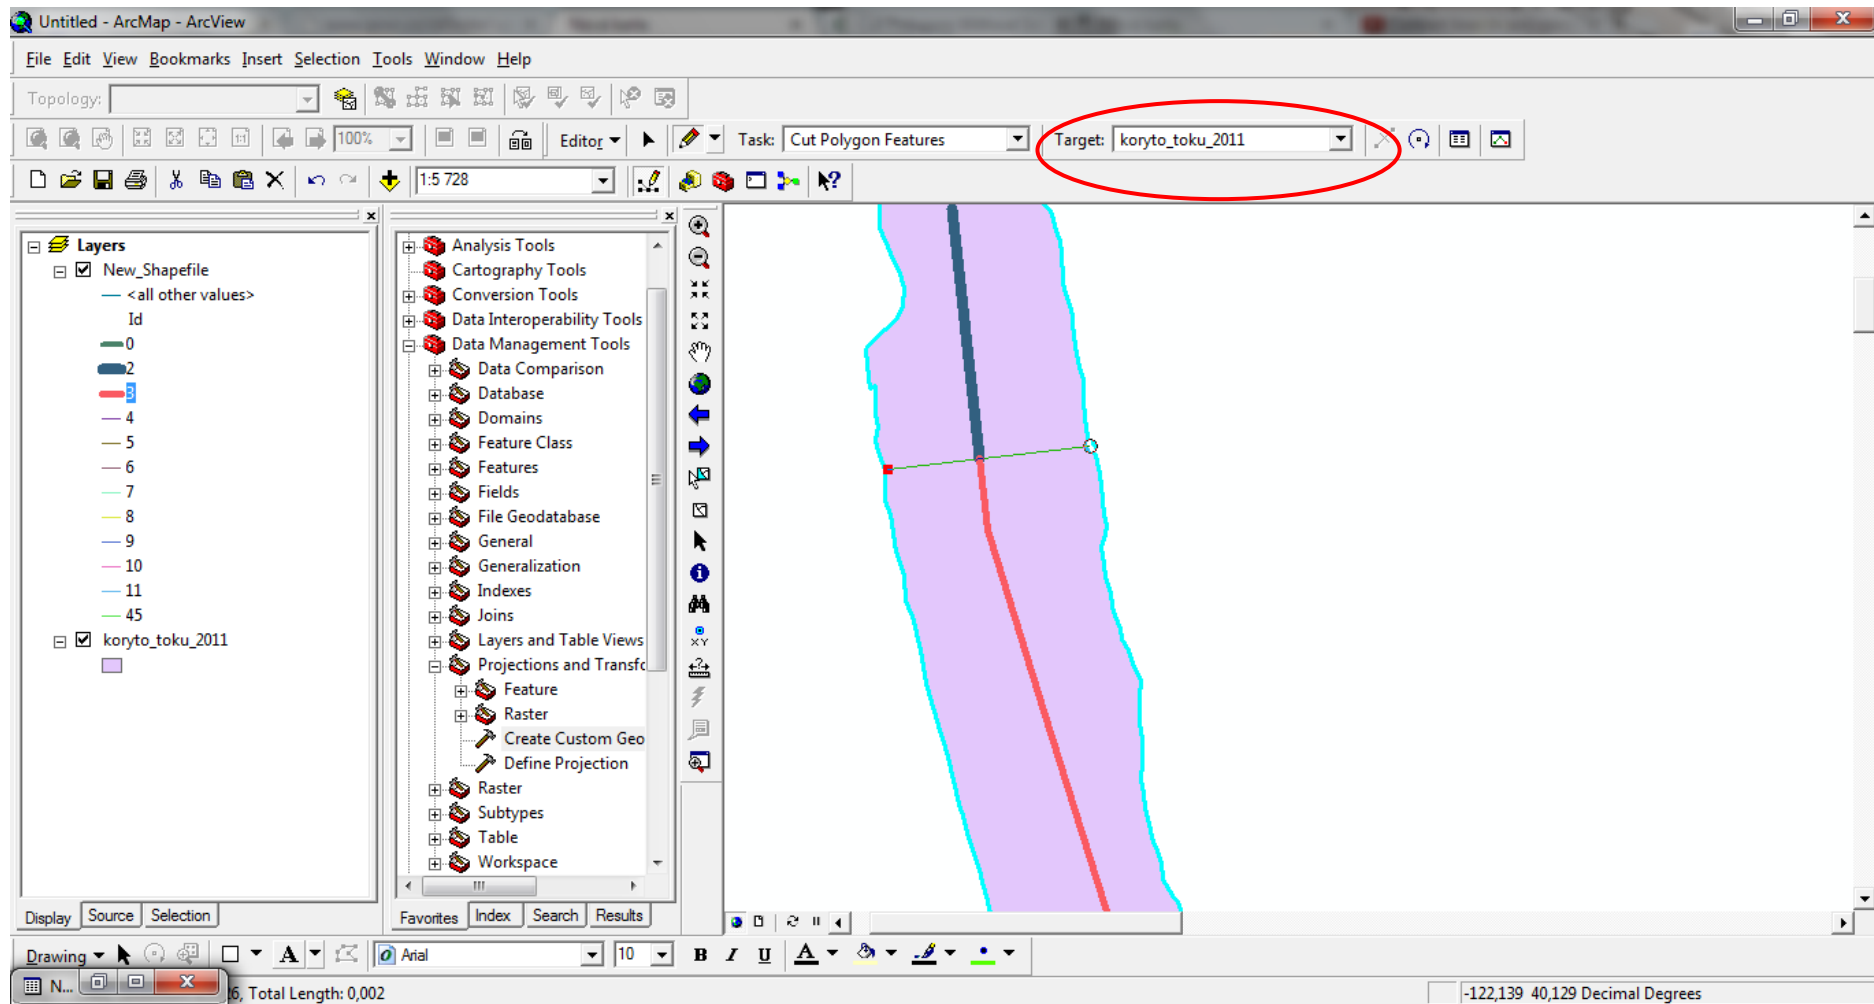 Untitled - ArcMap - ArcView
File Edit View Bookmarks Insert Selection Tools Window Help
Topology:
1:1 100% Editor Task: Cut Polygon Features Target: koryto_toku_2011
1:5 728
Layers
New_Shapefile
<all other values>
Id
0
2
3
4
5
6
7
8
9
10
11
45
koryto_toku_2011
Display Source Selection
Analysis Tools
Cartography Tools
Conversion Tools
Data Interoperability Tools
Data Management Tools
Data Comparison
Database
Domains
Feature Class
Features
Fields
File Geodatabase
General
Generalization
Indexes
Joins
Layers and Table Views
Projections and Transfc
Feature
Raster
Create Custom Geo
Define Projection
Raster
Subtypes
Table
Workspace
Favorites Index Search Results
XY
Drawing A Arial 10 B I U A
N...
6, Total Length: 0,002
-122,139 40,129 Decimal Degrees